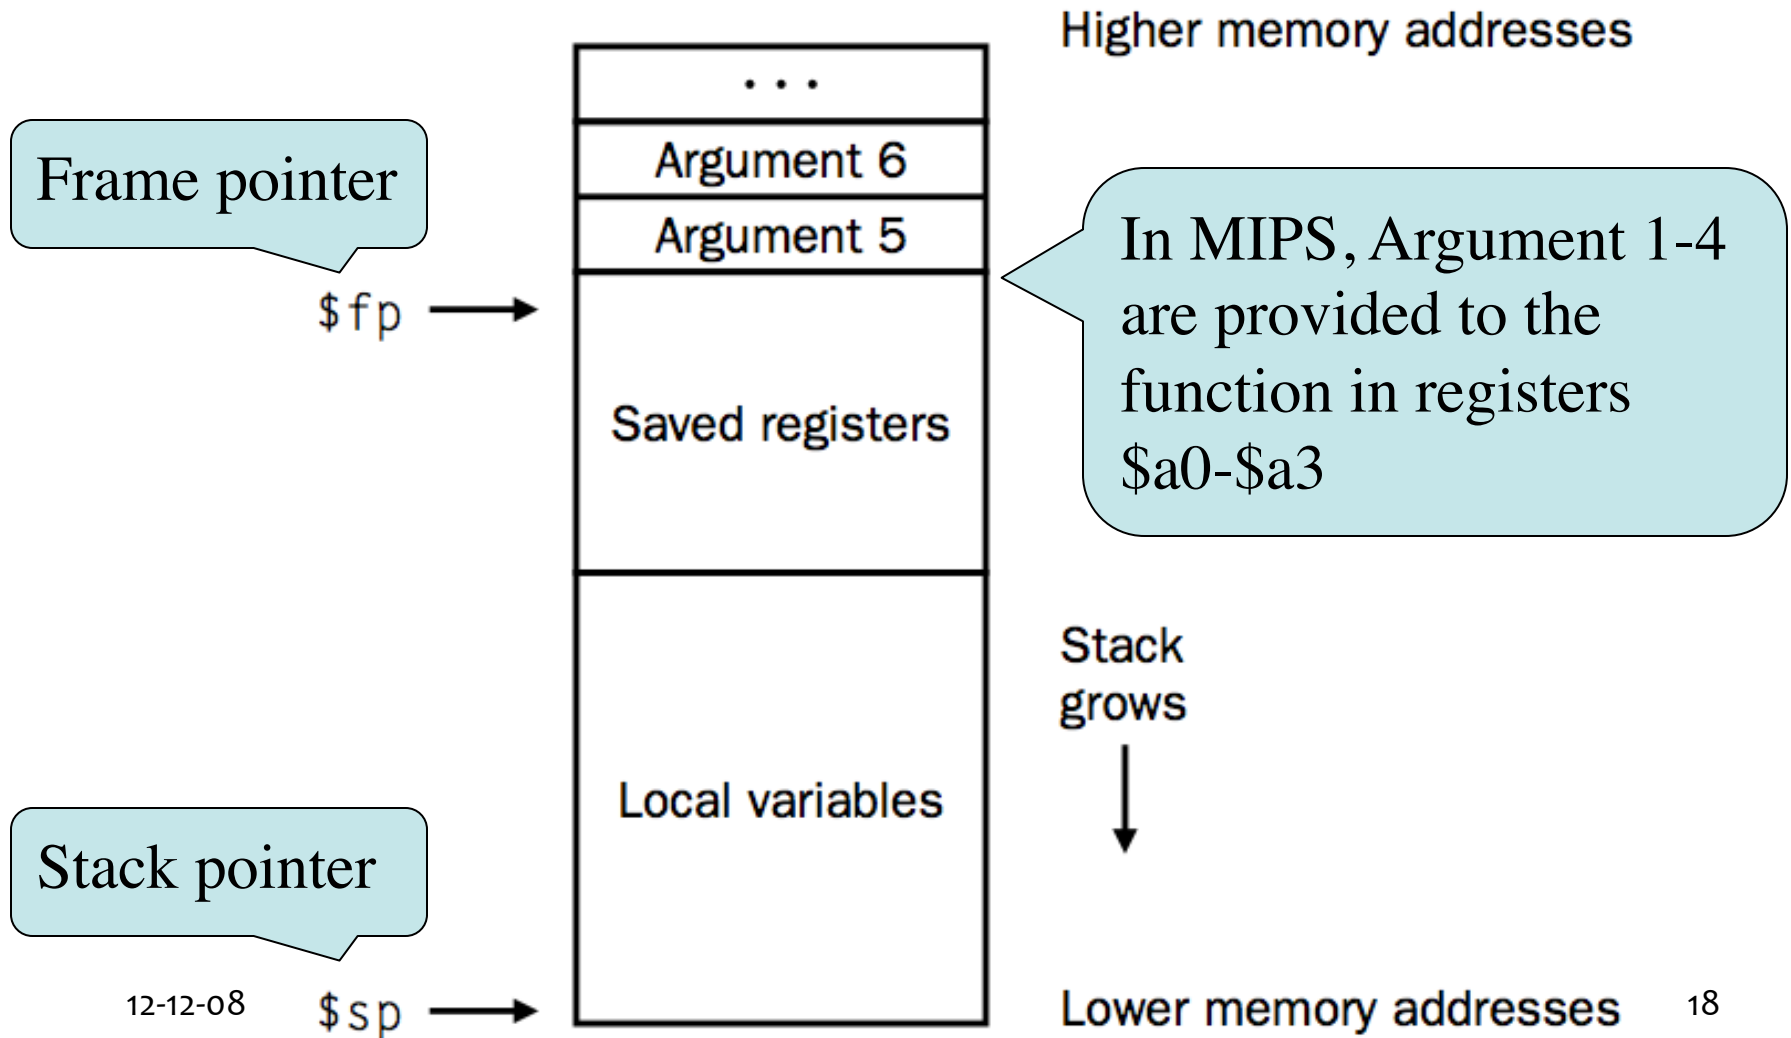 Higher memory addresses
. . .
Argument 6
Frame pointer
Argument 5
In MIPS, Argument 1-4
are provided to the
function in registers
$a0-$a3
$fp
Saved registers
Stack
grows
Local variables
Stack pointer
12-12-08
$sp
Lower memory addresses
18